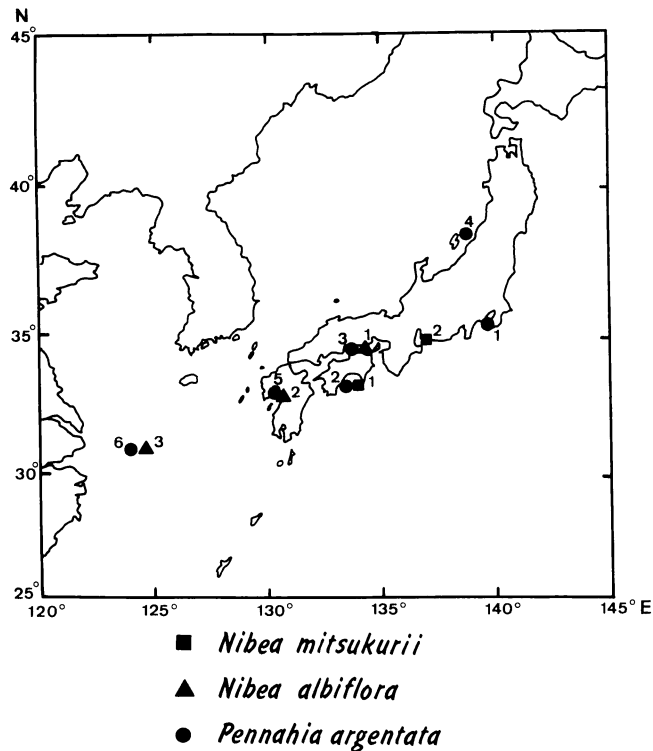 N
45°
40°
4
35°
3 1 2 1
5 2 2 1
6 3
30°
25°
120° 125° 130° 135° 140° 145° E
Nibea mitsukurii
Nibea albiflora
Pennahia argentata